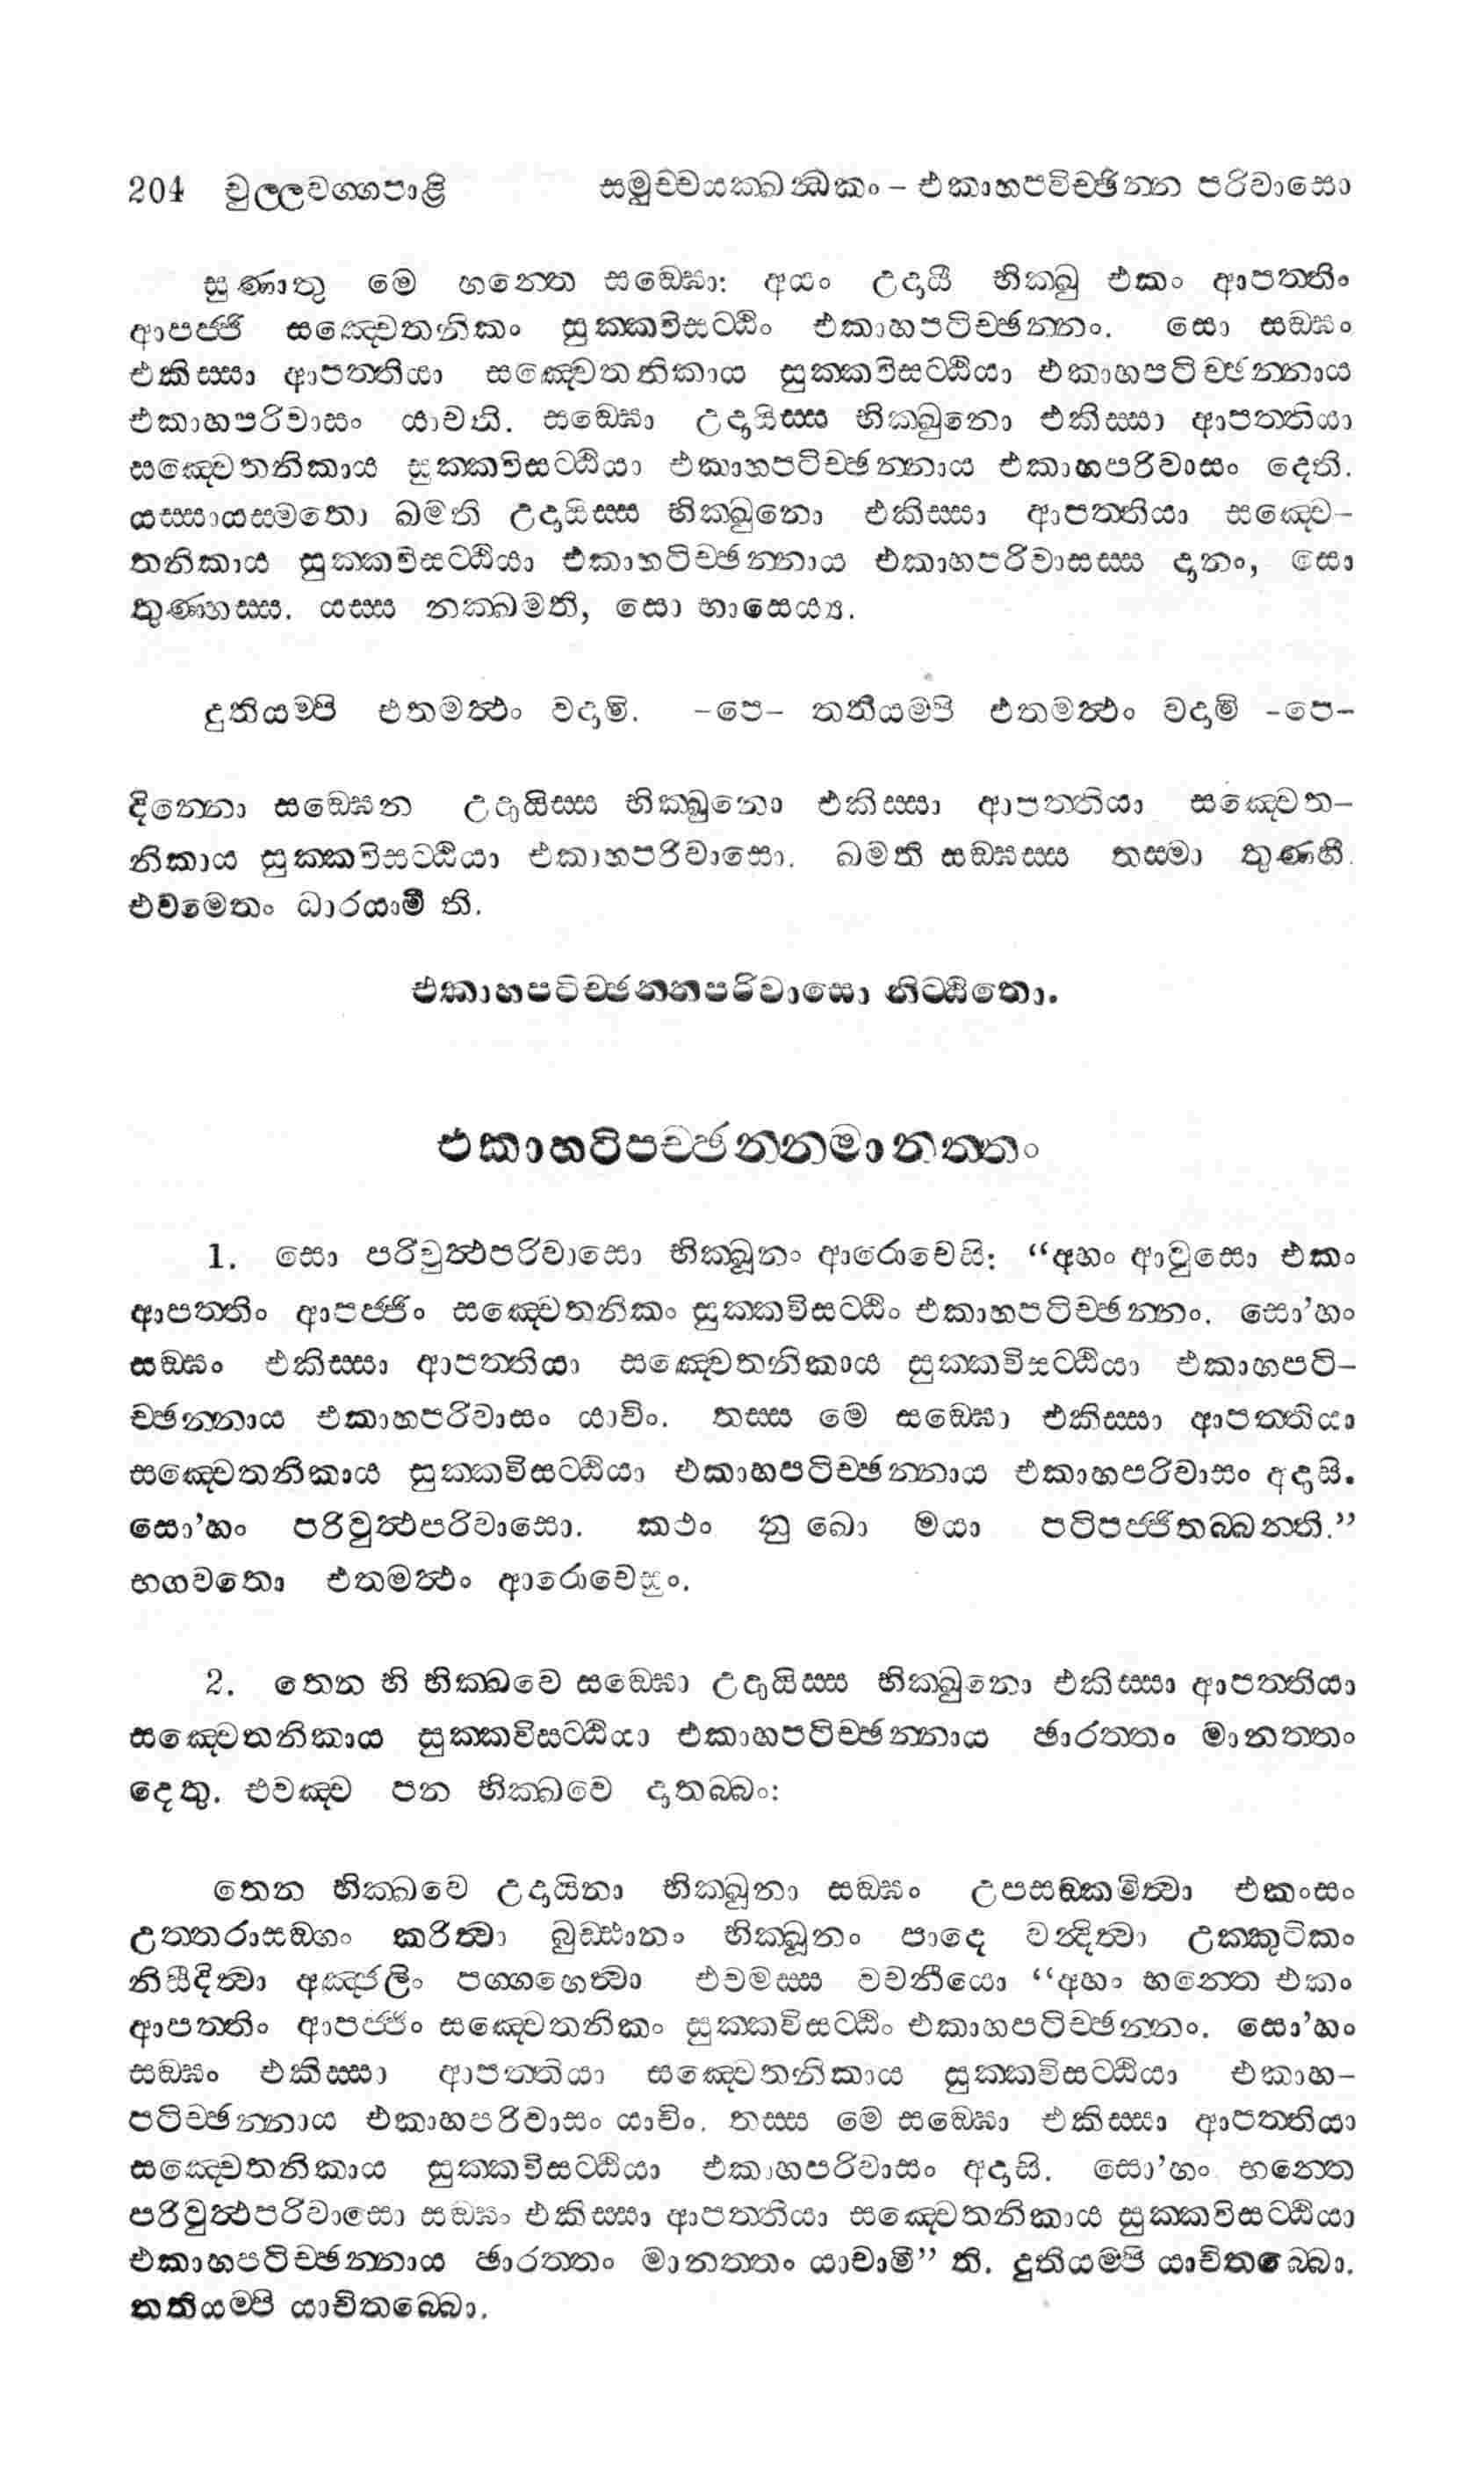 204 චුල්ලවග්ගපාළි සමුච්චයක්ඛන්ධකං – එකාහපවිච්ඡින්න පරිවාසො
සුණාතු මෙ භන්තෙ සඞ්ඝො: අයං උදායී භික්ඛු එකං ආපත්තිං
ආපජ්ජි සඤ්චෙතනිකං සුක්කවිසට්ඨිං එකාහපටිච්ඡන්නං. සො සඞ්ඝං
එකිස්සා ආපත්තියා සඤ්චෙතනිකාය සුක්කවිසට්ඨියා එකාහපටිච්ඡන්නාය
එකාහපරිවාසං යාචති. සඞ්ඝො උදායිස්ස භික්ඛුනො එකිස්සා ආපත්තියා
සඤ්චෙතනිකාය සුක්කවිසට්ඨියා එකාහපටිච්ඡන්නාය එකාහපරිවාසං දෙති.
යස්සායස්මතො ඛමති උදායිස්ස භික්ඛුනො එකිස්සා ආපත්තියා සඤ්චෙ–
තනිකාය සුක්කවිසට්ඨියා එකාහටිච්ඡන්නාය එකාහපරිවාසස්ස දානං, සො
තුණ්හස්ස. යස්ස නක්ඛමති, සො භාසෙය්‍ය.
දුතියම්පි එතමත්ථං වදාමි. –පෙ– තතියම්පි එතමත්ථං වදාමි –පෙ–
දින්නො සඞ්ඝෙන උදායිස්ස භික්ඛුනො එකිස්සා ආපත්තියා සඤ්චෙත–
නිකාය සුක්කවිසට්ඨියා එකාහපරිවාසො. ඛමති සඞ්ඝස්ස තස්මා තුණ්හී.
එවමෙතං ධාරයාමී ති.
එකාහපටිච්ඡන්නපරිවාසො නිට්ඨිතො.
එකාහටිපච්ඡන්නමානත්තං
1. සො පරිවුත්ථපරිවාසො භික්ඛූනං ආරොචෙසි: “අහං ආවුසො එකං
ආපත්තිං ආපජ්ජිං සඤ්චෙතනිකං සුක්කවිසට්ඨිං එකාහපටිච්ඡන්නං. සො’හං
සඞ්ඝං එකිස්සා ආපත්තියා සඤ්චෙතනිකාය සුක්කවිසට්ඨියා එකාහපටි–
ච්ඡන්නාය එකාහපරිවාසං යාචිං. තස්ස මෙ සඞ්ඝො එකිස්සා ආපත්තියා
සඤ්චෙතනිකාය සුක්කවිසට්ඨියා එකාහපටිච්ඡන්නාය එකාහපරිවාසං අදාසි.
සො’හං පරිවුත්ථපරිවාසො. කථං නු ඛො මයා පටිපජ්ජිතබ්බන්ති.”
භගවතො එතමත්ථං ආරොචෙසුං.
2. තෙන හි භික්ඛවෙ සඞ්ඝො උදායිස්ස භික්ඛුනො එකිස්සා ආපත්තියා
සඤ්චෙතනිකාය සුක්කවිසට්ඨියා එකාහපටිච්ඡන්නාය ඡාරත්තං මානත්තං
දෙතු. එවඤ්ච පන භික්ඛවෙ දාතබ්බං:
තෙන භික්ඛවෙ උදායිනා භික්ඛුනා සඞ්ඝං උපසඞ්කමිත්වා එකංසං
උත්තරාසඞ්ගං කරිත්වා බුඩ්ඪානං භික්ඛූනං පාදෙ වන්දිත්වා උක්කුටිකං
නිසීදිත්වා අඤ්ජලිං පග්ගහෙත්වා එවමස්ස වචනීයො “අහං භන්තෙ එකං
ආපත්තිං ආපජ්ජිං සඤ්චෙතනිකං සුක්කවිසට්ඨිං එකාහපටිච්ඡන්නං. සො’හං
සඞ්ඝං එකිස්සා ආපත්තියා සඤ්චෙතනිකාය සුක්කවිසට්ඨියා එකාහ–
පටිච්ඡන්නාය එකාහපරිවාසං යාචිං. තස්ස මෙ සඞ්ඝො එකිස්සා ආපත්තියා
සඤ්චෙතනිකාය සුක්කවිසට්ඨියා එකාහපරිවාසං අදාසි. සො’හං භන්තෙ
පරිවුත්ථපරිවාසො සඞ්ඝං එකිස්සා ආපත්තියා සඤ්චෙතනිකාය සුක්කවිසට්ඨියා
එකාහපටිච්ඡන්නාය ඡාරත්තං මානත්තං යාචාමී” ති. දුතියම්පි යාචිතබ්බො.
තතියම්පි යාචිතබ්බො.